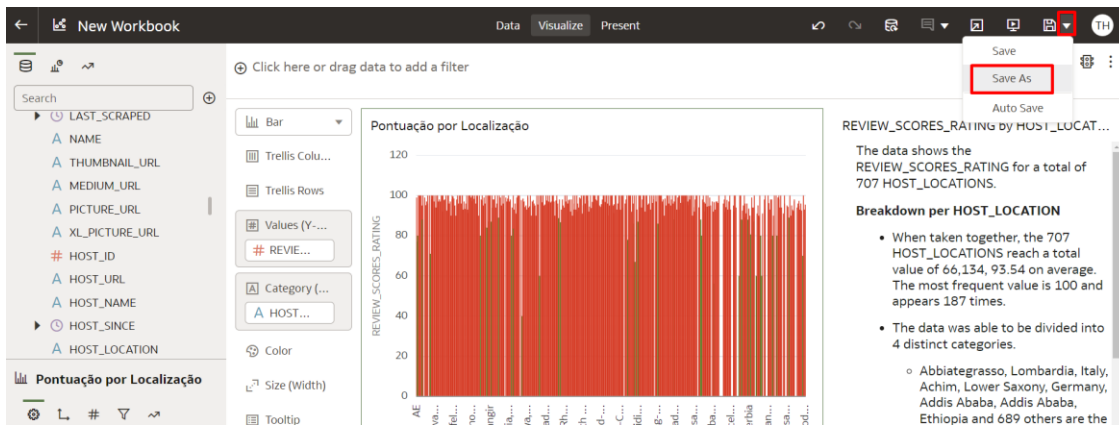 New Workbook
Data Visualize Present
TH
Save
Save As
Auto Save
Click here or drag data to add a filter
Search
LAST_SCRAPED
A NAME
A THUMBNAIL_URL
A MEDIUM_URL
A PICTURE_URL
A XL_PICTURE_URL
# HOST_ID
A HOST_URL
A HOST_NAME
HOST_SINCE
A HOST_LOCATION
Pontuação por Localização
#
Bar
Trellis Colu...
Trellis Rows
# Values (Y-...
# REVIE...
A Category (...
A HOST...
Color
Size (Width)
Tooltip
Pontuação por Localização
REVIEW_SCORES_RATING
120
100
80
60
40
20
0
AE
REVIEW_SCORES_RATING by HOST_LOCAT...
The data shows the
REVIEW_SCORES_RATING for a total of
707 HOST_LOCATIONS.
Breakdown per HOST_LOCATION
• When taken together, the 707
HOST_LOCATIONS reach a total
value of 66,134, 93.54 on average.
The most frequent value is 100 and
appears 187 times.
• The data was able to be divided into
4 distinct categories.
◦ Abbiategrasso, Lombardia, Italy,
Achim, Lower Saxony, Germany,
Addis Ababa, Addis Ababa,
Ethiopia and 689 others are the